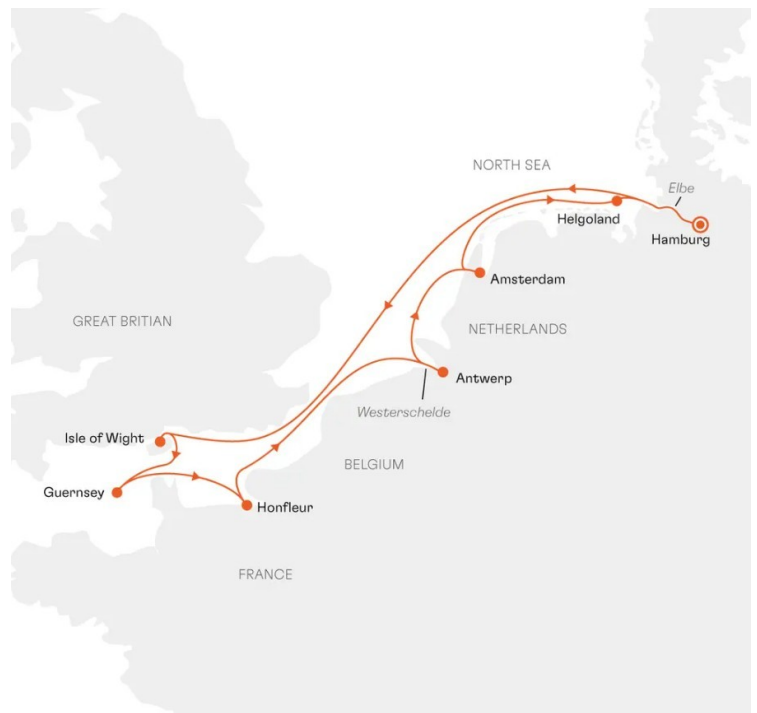 NORTH SEA
Elbe
Helgoland
Hamburg
Amsterdam
GREAT BRITIAN
NETHERLANDS
Antwerp
Westerschelde
Isle of Wight
BELGIUM
Guernsey
Honfleur
FRANCE